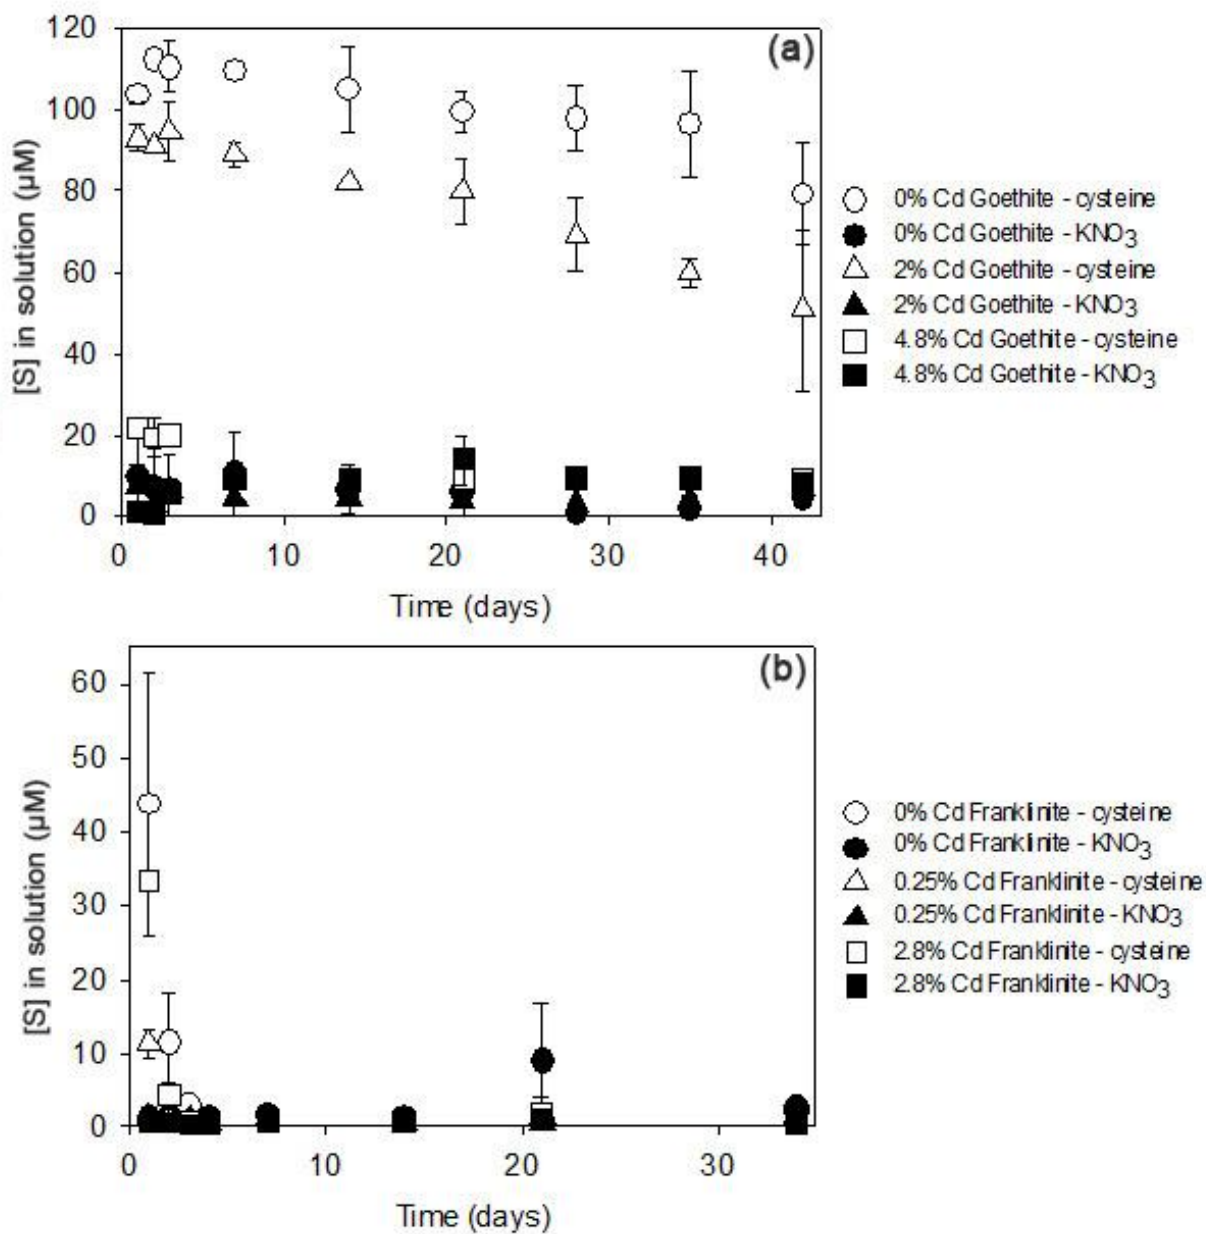 (a)
120
100
80
60
40
20
0
[S] in solution (µM)
0 10 20 30 40
Time (days)
0% Cd Goethite - cysteine
0% Cd Goethite - KNO3
2% Cd Goethite - cysteine
2% Cd Goethite - KNO3
4.8% Cd Goethite - cysteine
4.8% Cd Goethite - KNO3
(b)
60
50
40
30
20
10
0
[S] in solution (µM)
0 10 20 30
Time (days)
0% Cd Franklinite - cysteine
0% Cd Franklinite - KNO3
0.25% Cd Franklinite - cysteine
0.25% Cd Franklinite - KNO3
2.8% Cd Franklinite - cysteine
2.8% Cd Franklinite - KNO3